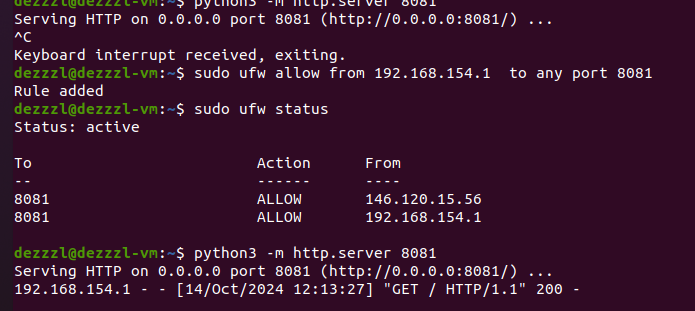 dezzzl@dezzzl-vm:~$ python3 -m http.server 8081
Serving HTTP on 0.0.0.0 port 8081 (http://0.0.0.0:8081/) ...
^C
Keyboard interrupt received, exiting.
dezzzl@dezzzl-vm:~$ sudo ufw allow from 192.168.154.1  to any port 8081
Rule added
dezzzl@dezzzl-vm:~$ sudo ufw status
Status: active
To                         Action      From
--                         ------      ----
8081                       ALLOW       146.120.15.56
8081                       ALLOW       192.168.154.1
dezzzl@dezzzl-vm:~$ python3 -m http.server 8081
Serving HTTP on 0.0.0.0 port 8081 (http://0.0.0.0:8081/) ...
192.168.154.1 - - [14/Oct/2024 12:13:27] "GET / HTTP/1.1" 200 -